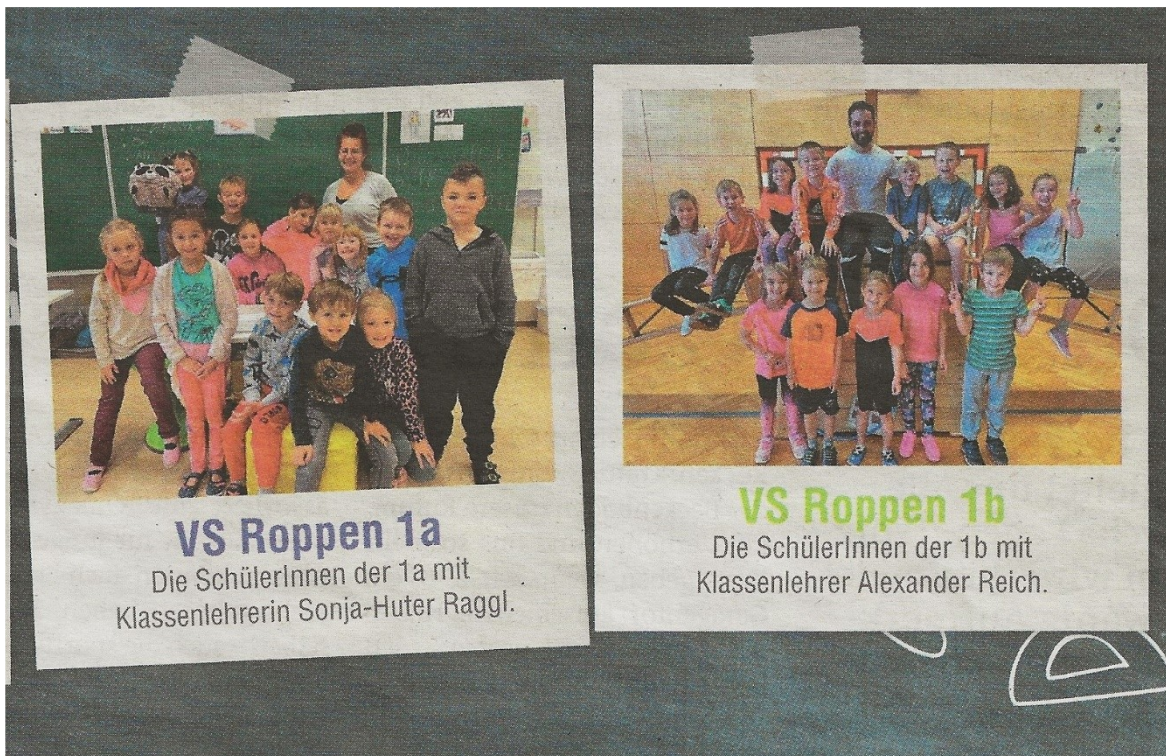 VS Roppen 1a
Die SchülerInnen der 1a mit
Klassenlehrerin Sonja-Huter Raggl.
VS Roppen 1b
Die SchülerInnen der 1b mit
Klassenlehrer Alexander Reich.